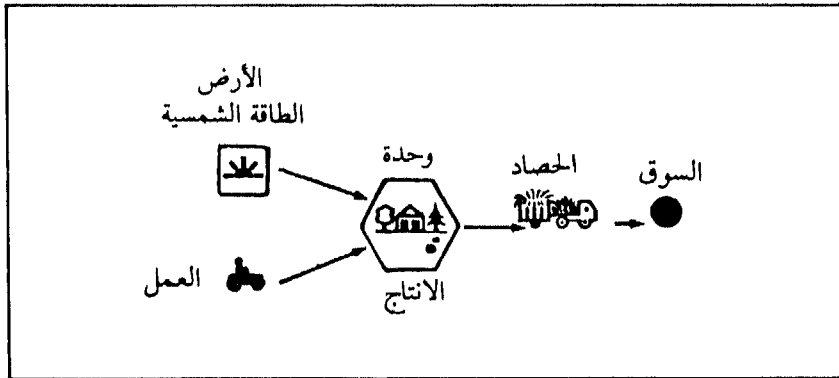 الأرض
الطاقة الشمسية
وحدة
الحصاد
السوق
العمل
الانتاج